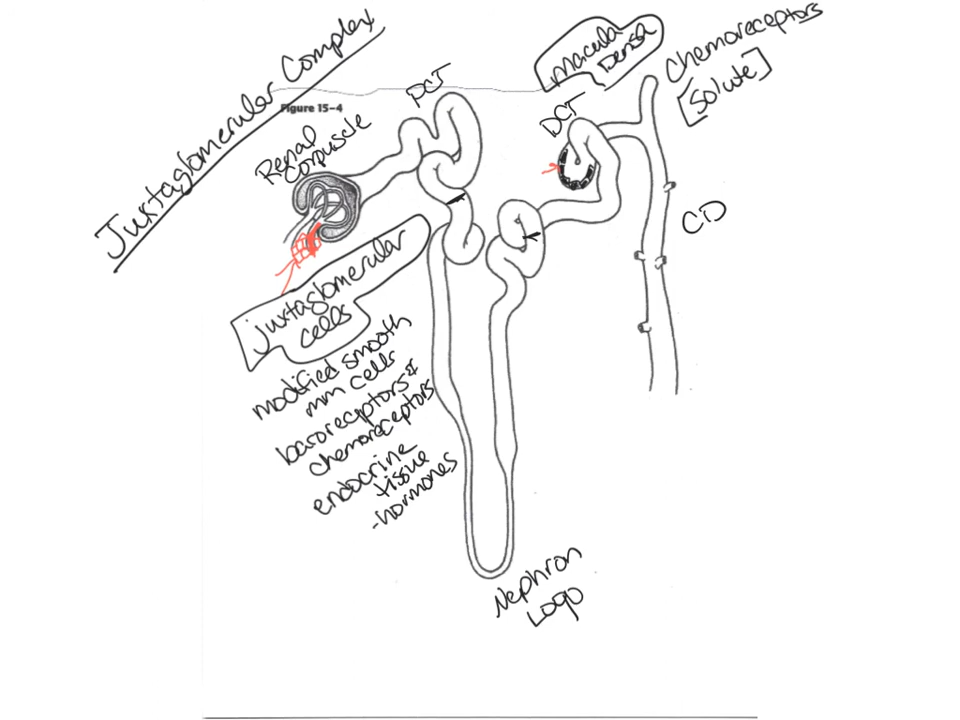 Juxtaglomerular Complex
Figure 15-4
Renal
Corpuscle
PCT
Macula
Densa
DCT
Chemoreceptors
[Solute]
CD
juxtaglomerular
cells
modified smooth
mm cells
baroreceptors &
chemoreceptors
endocrine
tissue
-hormones
Nephron
Loop